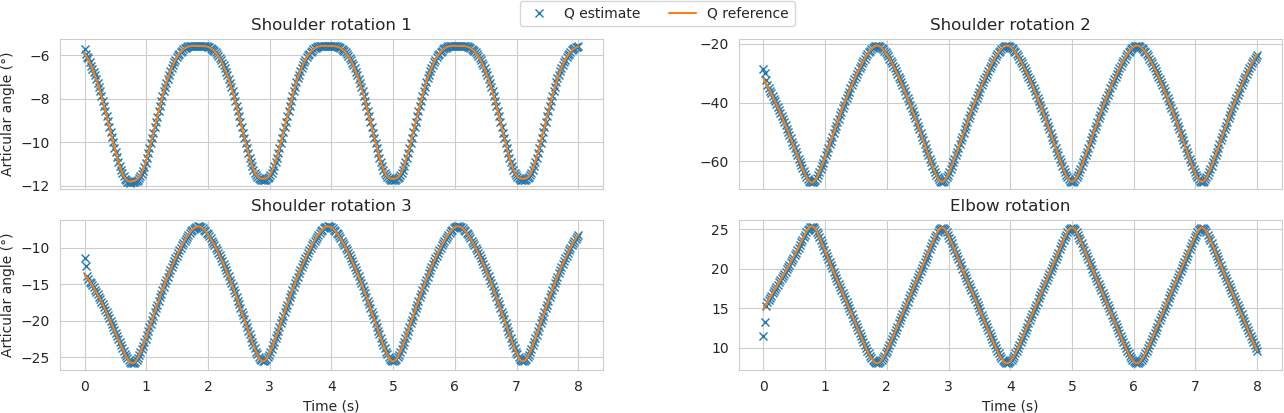 Q estimate Q reference
Shoulder rotation 1
Shoulder rotation 2
Articular angle (°)
−6
−8
−10
−12
−20
−40
−60
Shoulder rotation 3
Elbow rotation
Articular angle (°)
−10
−15
−20
−25
0 1 2 3 4 5 6 7 8
Time (s)
25
20
15
10
0 1 2 3 4 5 6 7 8
Time (s)